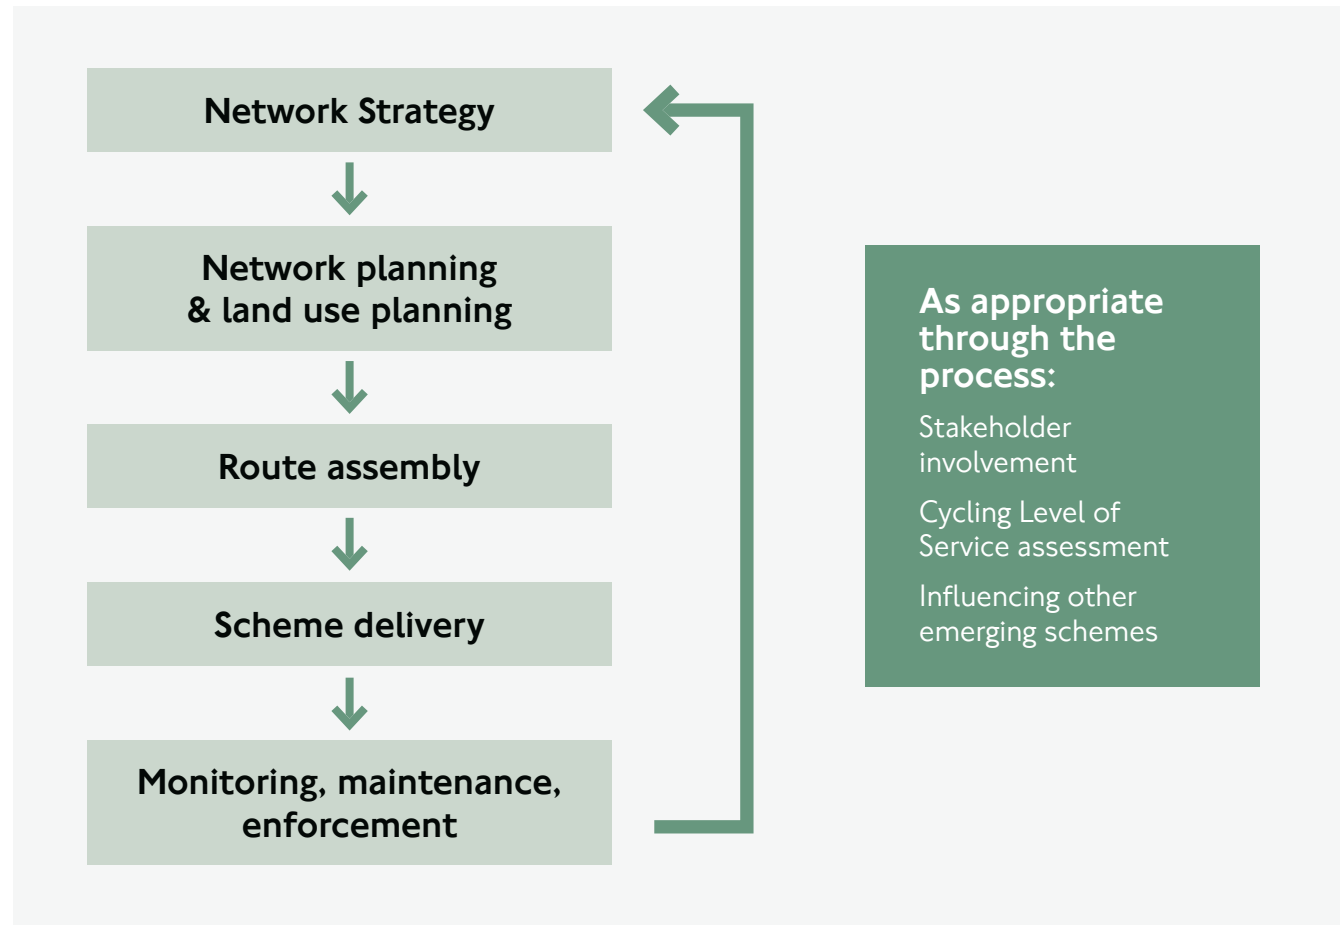 Network Strategy
Network planning
& land use planning
Route assembly
Scheme delivery
Monitoring, maintenance,
enforcement
As appropriate
through the
process:
Stakeholder
involvement
Cycling Level of
Service assessment
Influencing other
emerging schemes